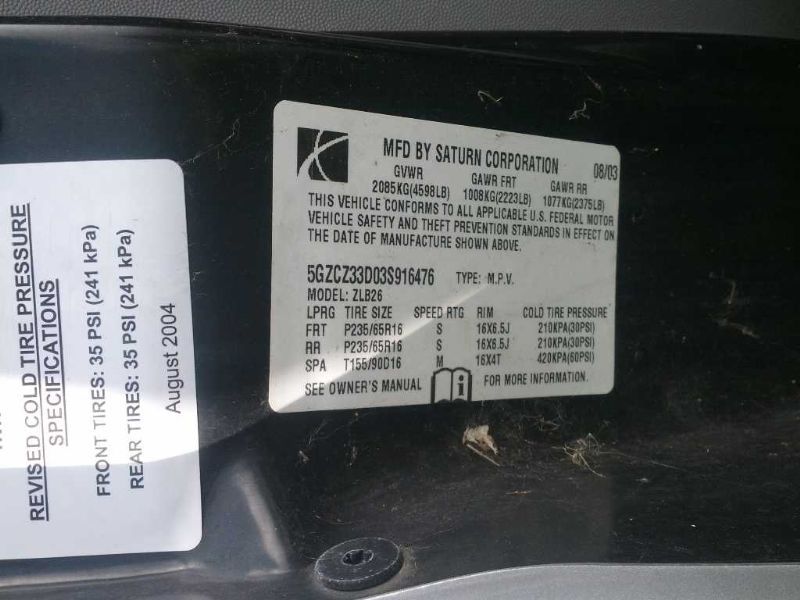 MFD BY SATURN CORPORATION 08/03
GVWR GAWR FRT GAWR RR
2085KG(4598LB) 1008KG(2223LB) 1077KG(2375LB)
THIS VEHICLE CONFORMS TO ALL APPLICABLE U.S. FEDERAL MOTOR
VEHICLE SAFETY AND THEFT PREVENTION STANDARDS IN EFFECT ON
THE DATE OF MANUFACTURE SHOWN ABOVE.
5GZCZ33D03S916476 TYPE: M.P.V.
MODEL: ZLB26
LPRG TIRE SIZE SPEED RTG RIM COLD TIRE PRESSURE
FRT P235/65R16 S 16X6.5J 210KPA(30PSI)
RR P235/65R16 S 16X6.5J 210KPA(30PSI)
SPA T155/90D16 M 16X4T 420KPA(60PSI)
SEE OWNER'S MANUAL i FOR MORE INFORMATION.
REVISED COLD TIRE PRESSURE
SPECIFICATIONS
FRONT TIRES: 35 PSI (241 kPa)
REAR TIRES: 35 PSI (241 kPa)
August 2004